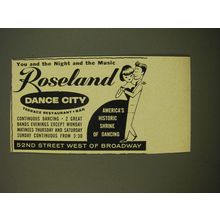 You and the Night and the Music
Roseland
DANCE CITY
TERRACE RESTAURANT • BAR
CONTINUOUS DANCING • 2 GREAT
BANDS EVENINGS EXCEPT MONDAY
MATINEES THURSDAY AND SATURDAY
SUNDAY CONTINUOUS FROM 3:30
AMERICA'S
HISTORIC
SHRINE
OF DANCING
52ND STREET WEST OF BROADWAY